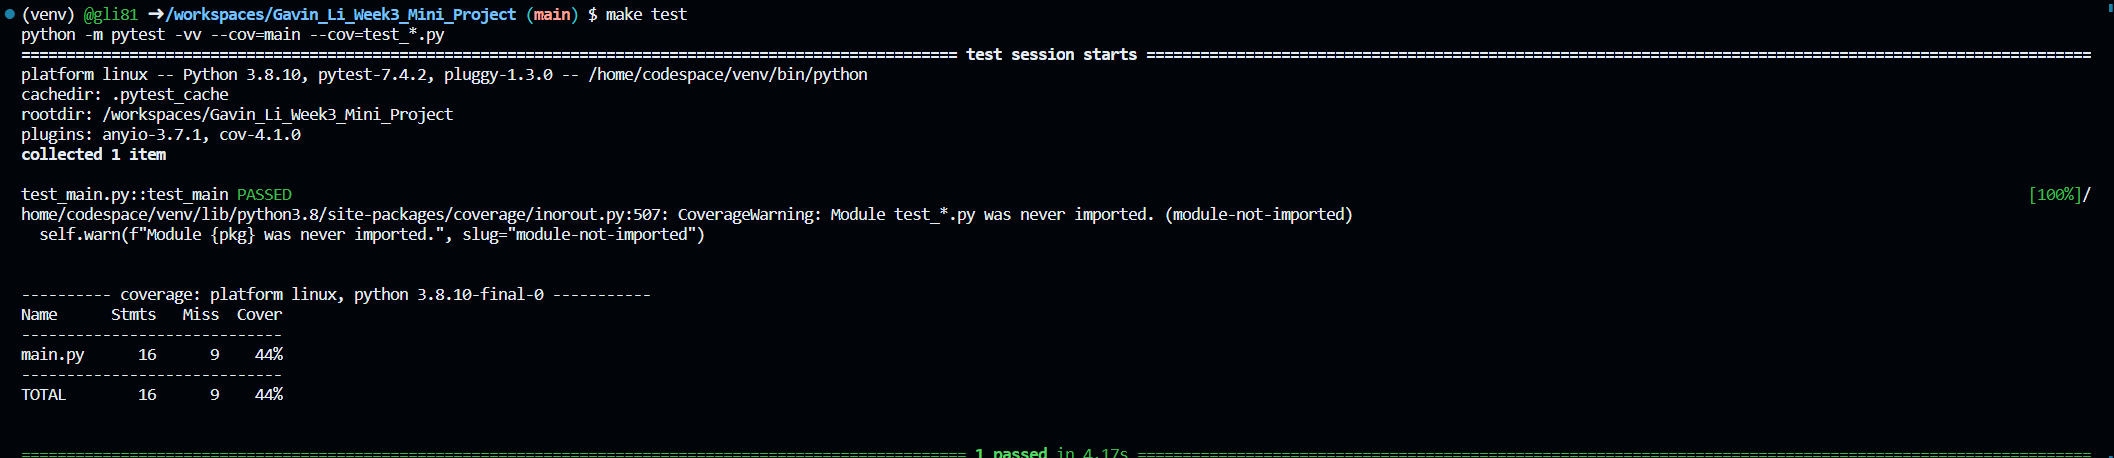 (venv) @gli81 ➜/workspaces/Gavin_Li_Week3_Mini_Project (main) $ make test
python -m pytest -vv --cov=main --cov=test_*.py
=========================================================================================================== test session starts ===========================================================================================================
platform linux -- Python 3.8.10, pytest-7.4.2, pluggy-1.3.0 -- /home/codespace/venv/bin/python
cachedir: .pytest_cache
rootdir: /workspaces/Gavin_Li_Week3_Mini_Project
plugins: anyio-3.7.1, cov-4.1.0
collected 1 item
test_main.py::test_main PASSED [100%]/
home/codespace/venv/lib/python3.8/site-packages/coverage/inorout.py:507: CoverageWarning: Module test_*.py was never imported. (module-not-imported)
  self.warn(f"Module {pkg} was never imported.", slug="module-not-imported")
---------- coverage: platform linux, python 3.8.10-final-0 -----------
Name      Stmts   Miss  Cover
-----------------------------
main.py      16      9    44%
-----------------------------
TOTAL        16      9    44%
============================================================================================================ 1 passed in 4.17s ============================================================================================================